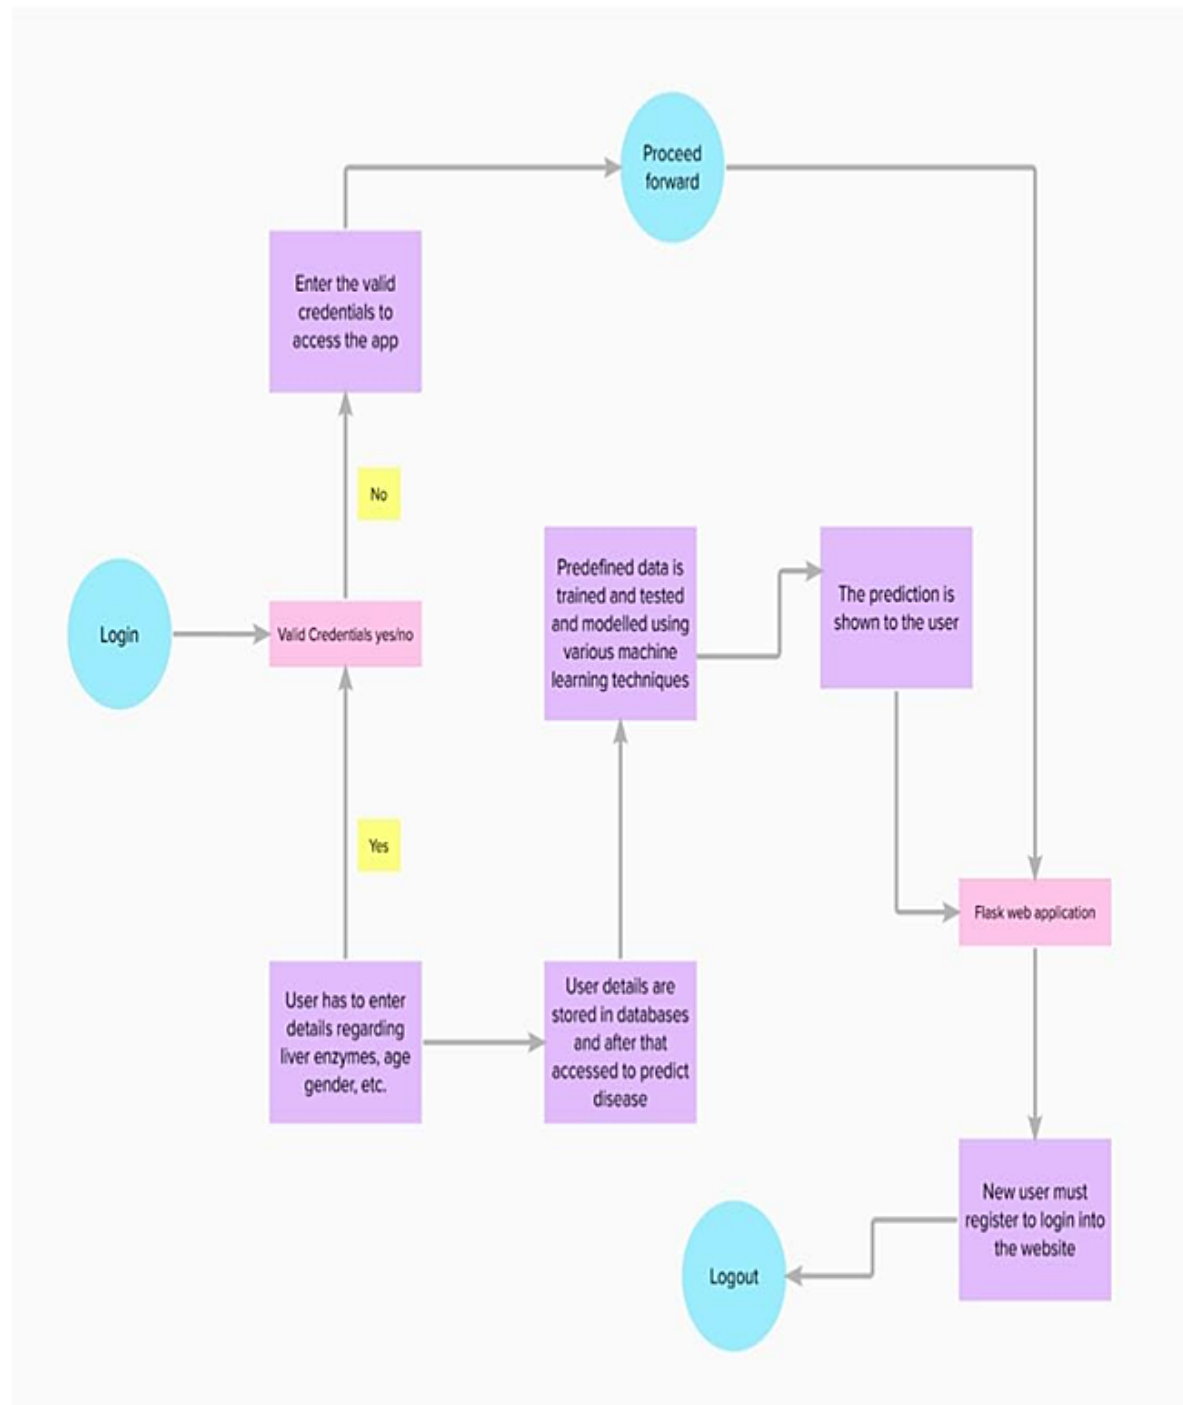 Proceed
forward
Enter the valid
credentials to
access the app
No
Login
Valid Credentials yes/no
Predefined data is
trained and tested
and modelled using
various machine
learning techniques
The prediction is
shown to the user
Yes
Flask web application
User has to enter
details regarding
liver enzymes, age
gender, etc.
User details are
stored in databases
and after that
accessed to predict
disease
New user must
register to login into
the website
Logout